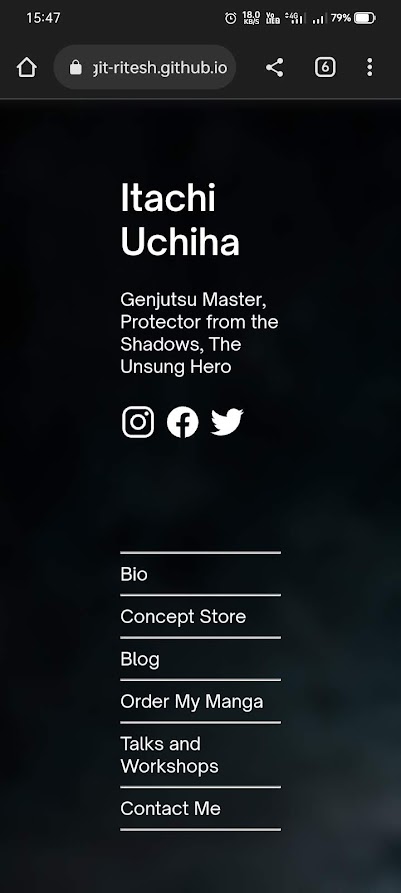 15:47
18.0 KB/S
Vo LTE
4G
79%
git-ritesh.github.io
6
Itachi
Uchiha
Genjutsu Master,
Protector from the
Shadows, The
Unsung Hero
Bio
Concept Store
Blog
Order My Manga
Talks and
Workshops
Contact Me